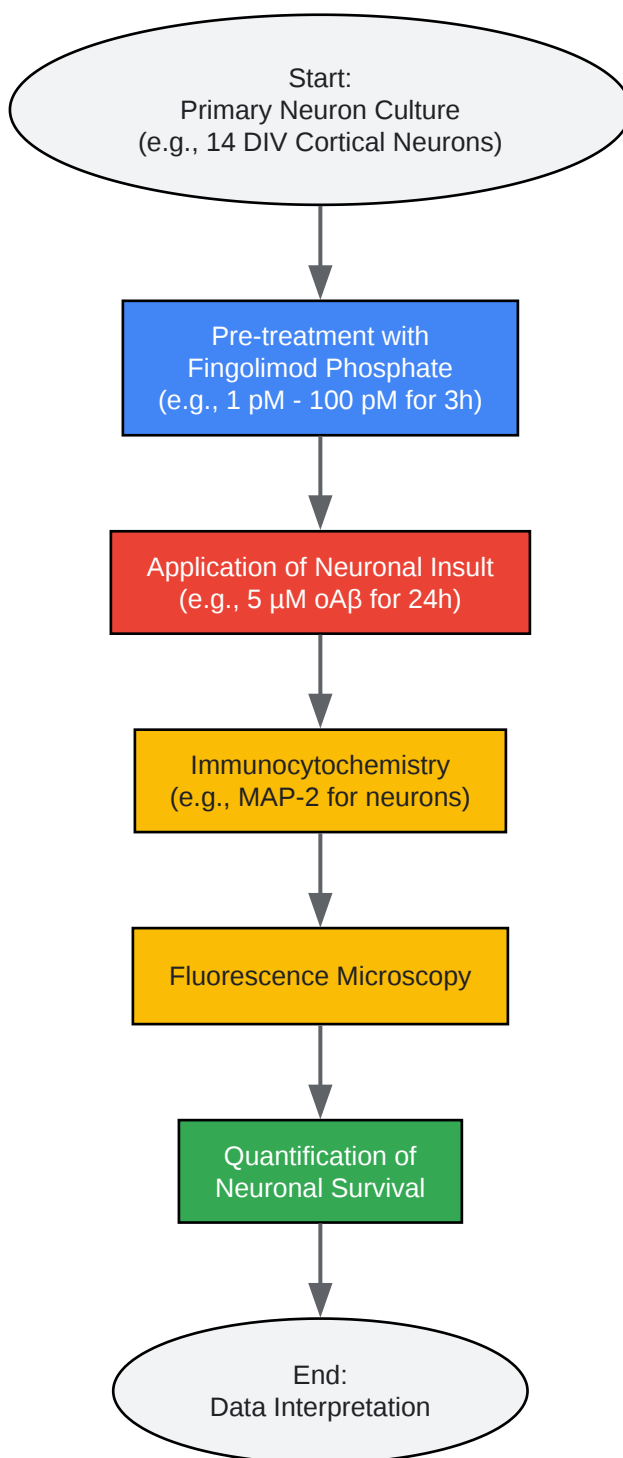 Start:
Primary Neuron Culture
(e.g., 14 DIV Cortical Neurons)
Pre-treatment with
Fingolimod Phosphate
(e.g., 1 pM - 100 pM for 3h)
Application of Neuronal Insult
(e.g., 5 µM oAβ for 24h)
Immunocytochemistry
(e.g., MAP-2 for neurons)
Fluorescence Microscopy
Quantification of
Neuronal Survival
End:
Data Interpretation